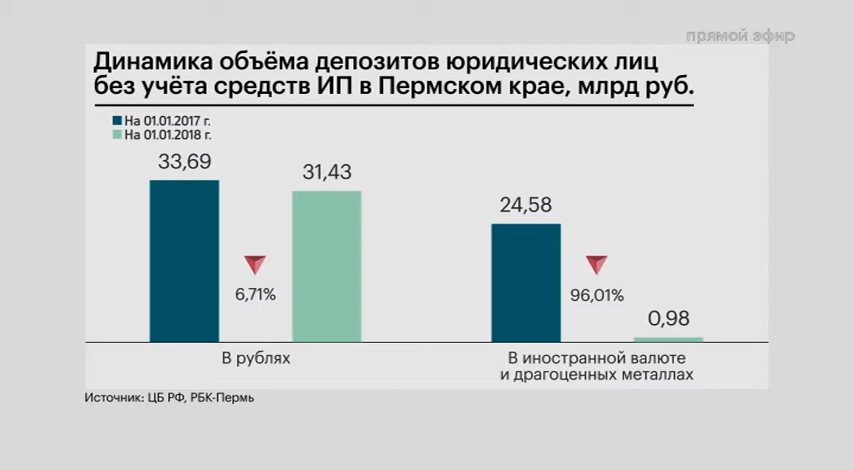 прямой эфир
Динамика объёма депозитов юридических лиц
без учёта средств ИП в Пермском крае, млрд руб.
На 01.01.2017 г.
На 01.01.2018 г.
33,69
31,43
6,71%
В рублях
24,58
96,01%
0,98
В иностранной валюте
и драгоценных металлах
Источник: ЦБ РФ, РБК-Пермь